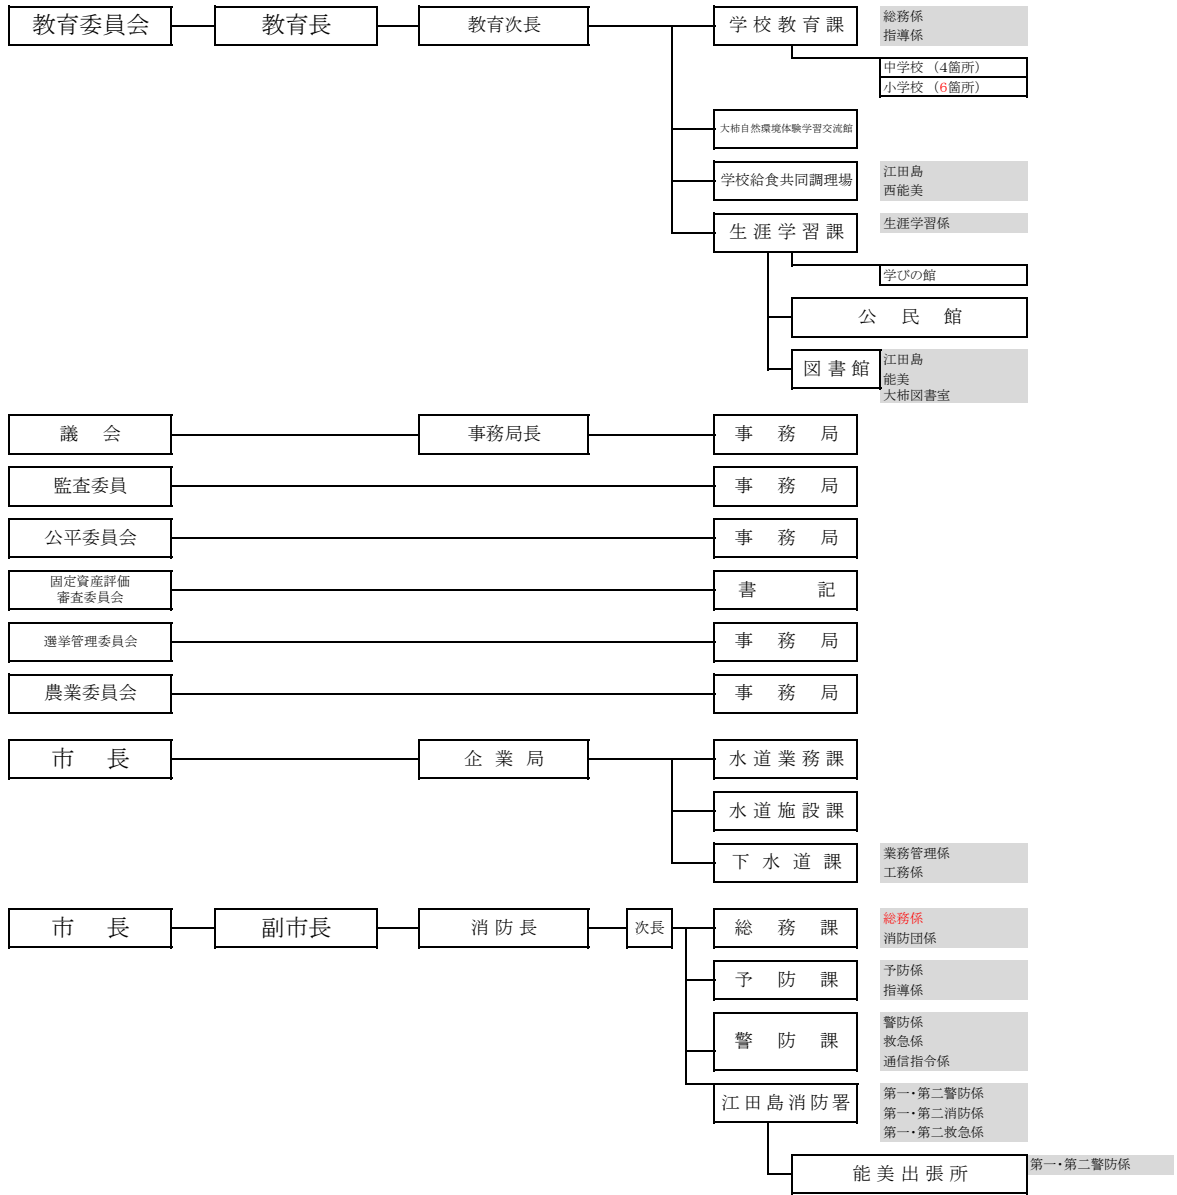 教育委員会 教育長 教育次長 学校教育課 総務係
指導係
中学校 （4箇所）
小学校 （6箇所）
大柿自然環境体験学習交流館
学校給食共同調理場 江田島
西能美
生涯学習課 生涯学習係
学びの館
公 民 館
図書館 江田島
能美
大柿図書室
議 会 事務局長 事 務 局
監査委員 事 務 局
公平委員会 事 務 局
固定資産評価
審査委員会 書 記
選挙管理委員会 事 務 局
農業委員会 事 務 局
市 長 企 業 局 水道業務課
水道施設課
下水道課 業務管理係
工務係
市 長 副市長 消防長 次長 総 務 課 総務係
消防団係
予 防 課 予防係
指導係
警 防 課 警防係
救急係
通信指令係
江田島消防署 第一・第二警防係
第一・第二消防係
第一・第二救急係
能美出張所 第一・第二警防係